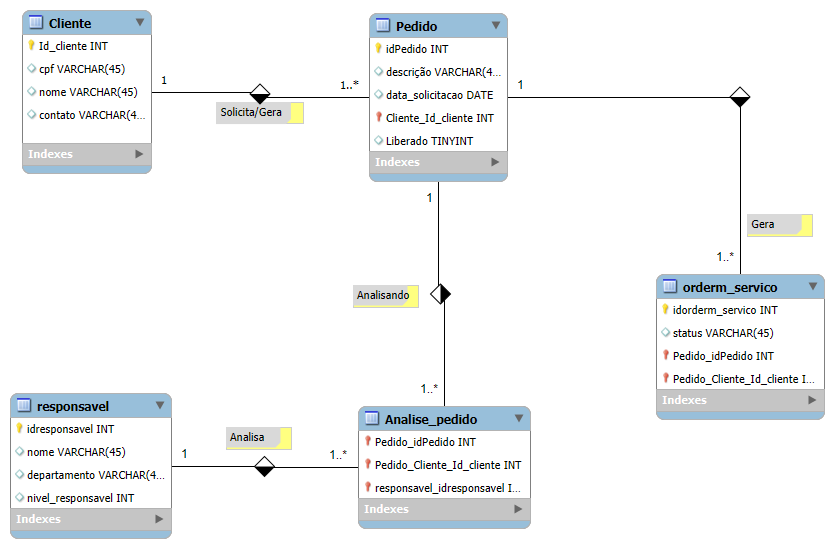 Cliente
Id_cliente INT
cpf VARCHAR(45)
nome VARCHAR(45)
contato VARCHAR(4...
Indexes
1
Solicita/Gera
1..*
Pedido
idPedido INT
descrição VARCHAR(4...
data_solicitacao DATE
Cliente_Id_cliente INT
Liberado TINYINT
Indexes
1
Gera
1..*
orderm_servico
idorderm_servico INT
status VARCHAR(45)
Pedido_idPedido INT
Pedido_Cliente_Id_cliente I...
Indexes
1
Analisando
1..*
responsavel
idresponsavel INT
nome VARCHAR(45)
departamento VARCHAR(4...
nivel_responsavel INT
Indexes
1
Analisa
1..*
Analise_pedido
Pedido_idPedido INT
Pedido_Cliente_Id_cliente INT
responsavel_idresponsavel I...
Indexes